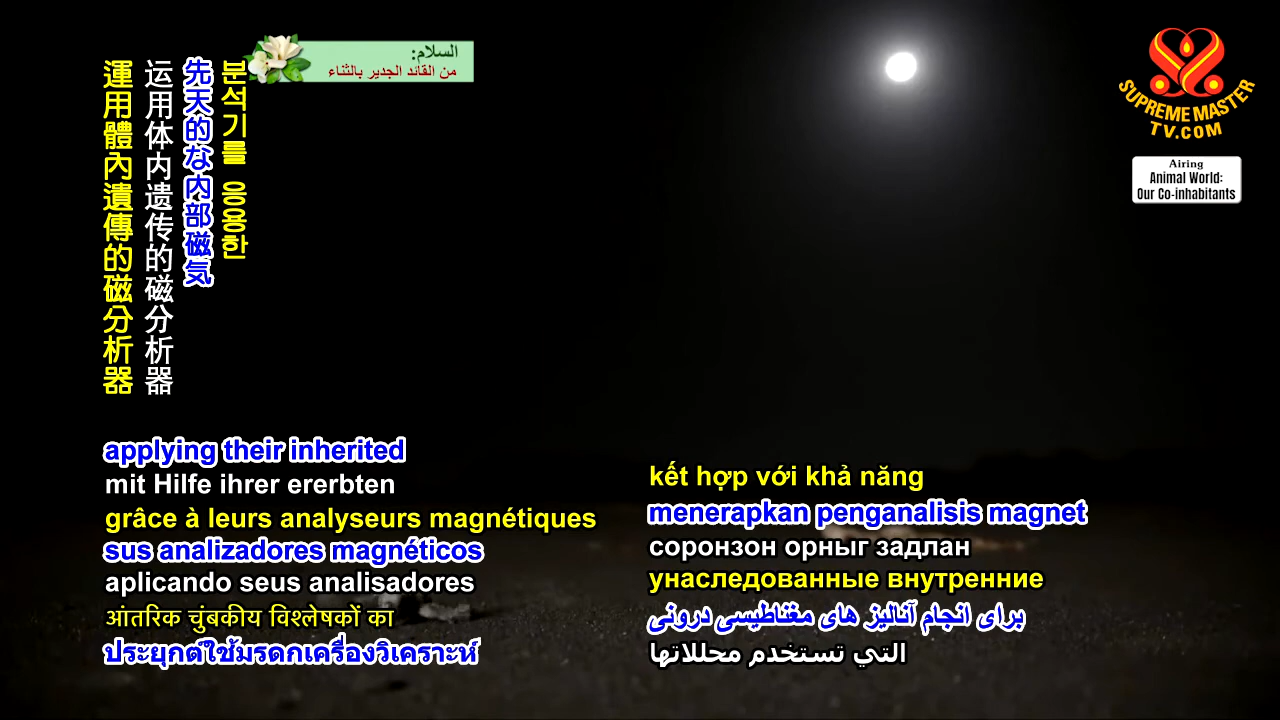 السلام:
من القائد الجدير بالثناء
SUPREME MASTER
TV.COM
Airing
Animal World:
Our Co-inhabitants
분석기를 응용한
先天的な内部磁気
运用体内遗传的磁分析器
運用體內遺傳的磁分析器
applying their inherited
mit Hilfe ihrer ererbten
grâce à leurs analyseurs magnétiques
sus analizadores magnéticos
aplicando seus analisadores
आंतरिक चुंबकीय विश्लेषकों का
ประยุกต์ใช้มรดกเครื่องวิเคราะห์
kết hợp với khả năng
menerapkan penganalisis magnet
соронзон орныг задлан
унаследованные внутренние
برای انجام آنالیز های مغناطیسی درونی
التي تستخدم محللاتها